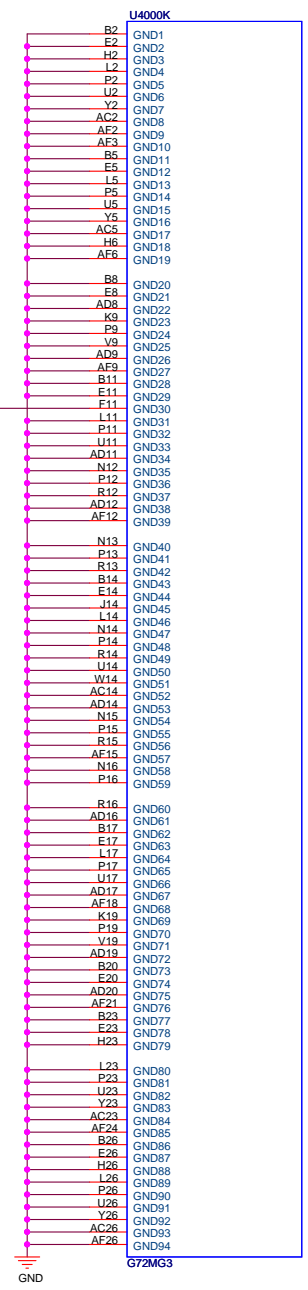 U4000K
B2 GND1
E2 GND2
H2 GND3
L2 GND4
P2 GND5
U2 GND6
Y2 GND7
AC2 GND8
AF2 GND9
AF3 GND10
B5 GND11
E5 GND12
L5 GND13
P5 GND14
U5 GND15
Y5 GND16
AC5 GND17
H6 GND18
AF6 GND19
B8 GND20
E8 GND21
AD8 GND22
K9 GND23
P9 GND24
V9 GND25
AD9 GND26
AF9 GND27
B11 GND28
E11 GND29
F11 GND30
L11 GND31
P11 GND32
U11 GND33
AD11 GND34
N12 GND35
P12 GND36
R12 GND37
AD12 GND38
AF12 GND39
N13 GND40
P13 GND41
R13 GND42
B14 GND43
E14 GND44
J14 GND45
L14 GND46
N14 GND47
P14 GND48
R14 GND49
U14 GND50
W14 GND51
AC14 GND52
AD14 GND53
N15 GND54
P15 GND55
R15 GND56
AF15 GND57
N16 GND58
P16 GND59
R16 GND60
AD16 GND61
B17 GND62
E17 GND63
L17 GND64
P17 GND65
U17 GND66
AD17 GND67
AF18 GND68
K19 GND69
P19 GND70
V19 GND71
AD19 GND72
B20 GND73
E20 GND74
AD20 GND75
AF21 GND76
B23 GND77
E23 GND78
H23 GND79
L23 GND80
P23 GND81
U23 GND82
Y23 GND83
AC23 GND84
AF24 GND85
B26 GND86
E26 GND87
H26 GND88
L26 GND89
P26 GND90
U26 GND91
Y26 GND92
AC26 GND93
AF26 GND94
G72MG3
GND